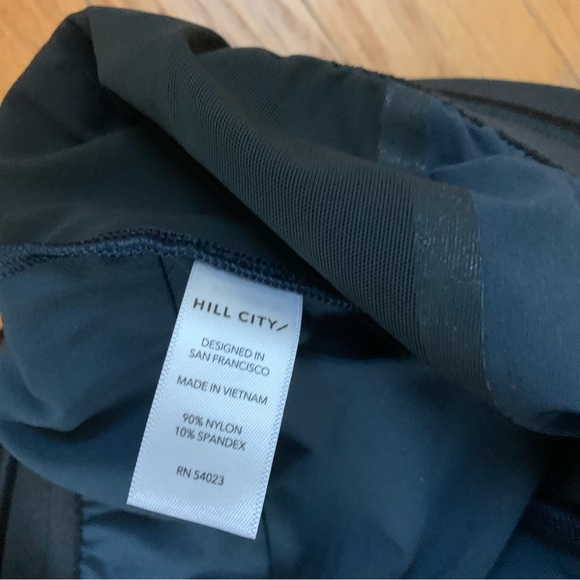 HILL CITY/
DESIGNED IN
SAN FRANCISCO
MADE IN VIETNAM
90% NYLON
10% SPANDEX
RN 54023